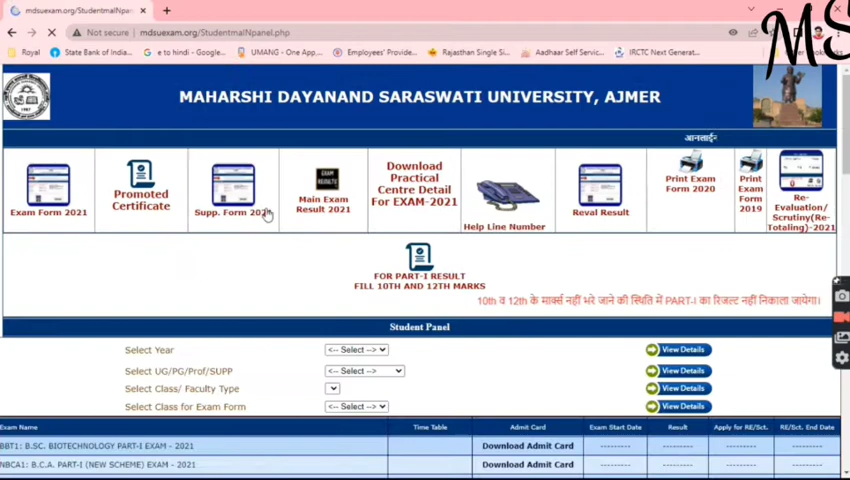 mdsuexam.org/StudentmalNpanel.p
MS
Not secure | mdsuexam.org/StudentmalNpanel.php
Royal
State Bank of India...
e to hindi - Google...
UMANG - One App,...
Employees' Provide...
Rajasthan Single Si...
Aadhaar Self Servic...
IRCTC Next Generat...
MAHARSHI DAYANAND SARASWATI UNIVERSITY, AJMER
Exam Form 2021
Promoted
Certificate
Supp. Form 2021
Main Exam
Result 2021
Download
Practical
Centre Detail
For EXAM-2021
Help Line Number
Reval Result
Print Exam
Form 2020
Print
Exam
Form
2019
Re-
Evaluation/
Scrutiny(Re-
Totaling)-2021
FOR PART-I RESULT
FILL 10TH AND 12TH MARKS
10th व 12th के मार्क्स नहीं भरे जाने की स्थिति में PART-I का रिजल्ट नहीं निकाला जायेगा।
Student Panel
Select Year <-- Select --> View Details
Select UG/PG/Prof/SUPP <-- Select --> View Details
Select Class/ Faculty Type View Details
Select Class for Exam Form <-- Select --> View Details
Exam Name Time Table Admit Card Exam Start Date Result Apply for RE/Sct. RE/Sct. End Date
BBT1: B.SC. BIOTECHNOLOGY PART-I EXAM - 2021 Download Admit Card --------- --------- --------- ---------
NBCA1: B.C.A. PART-I (NEW SCHEME) EXAM - 2021 Download Admit Card --------- --------- --------- ---------